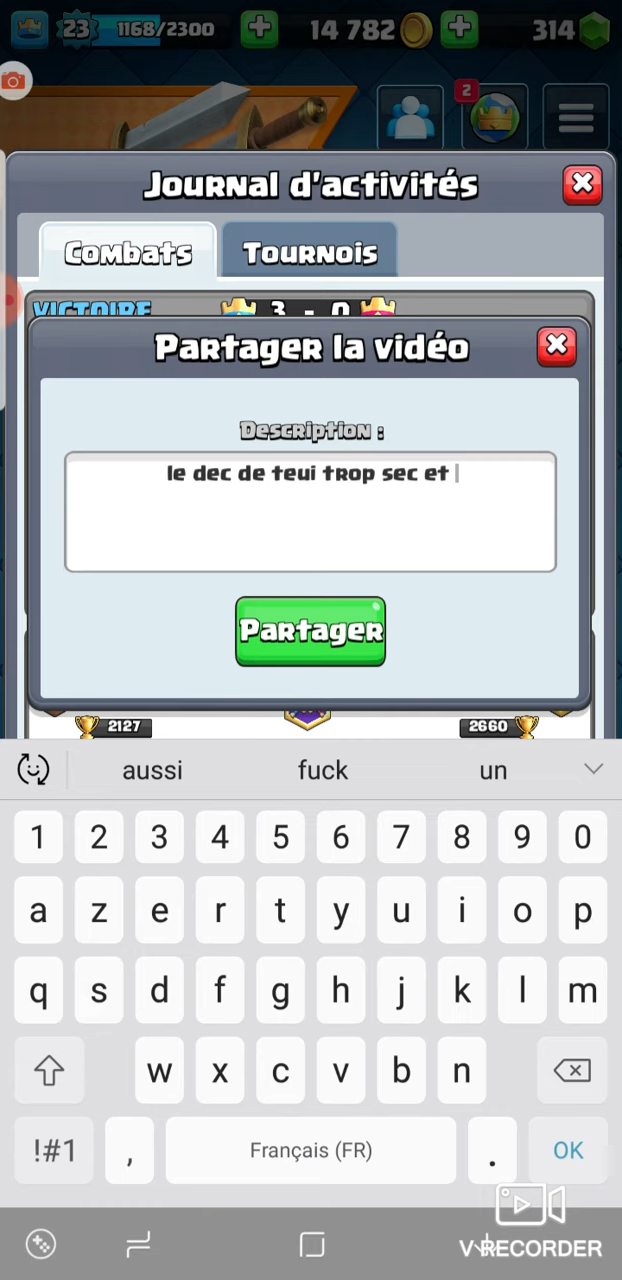 23 1168/2300 14 782 314
2
Journal d'activités
Combats Tournois
VICTOIRE 3 - 0
Partager la vidéo
Description :
le dec de teui trop sec et
Partager
2127 2660
aussi fuck un
1 2 3 4 5 6 7 8 9 0
a z e r t y u i o p
q s d f g h j k l m
w x c v b n
!#1 , Français (FR) . OK
V RECORDER